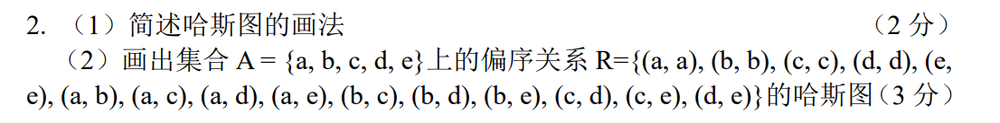 2. （1）简述哈斯图的画法 （2 分）
（2）画出集合 A = {a, b, c, d, e}上的偏序关系 R={(a, a), (b, b), (c, c), (d, d), (e,
e), (a, b), (a, c), (a, d), (a, e), (b, c), (b, d), (b, e), (c, d), (c, e), (d, e)}的哈斯图（3 分）